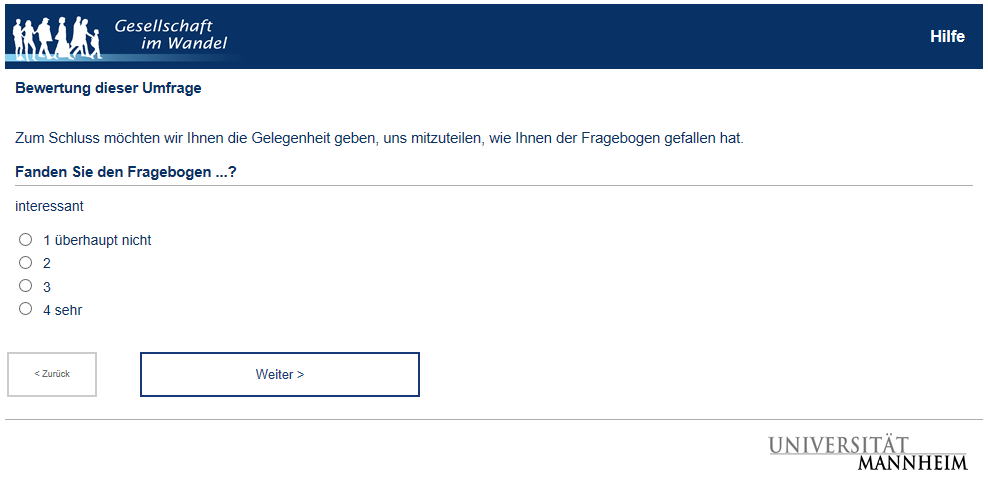 Gesellschaft
im Wandel
Hilfe
Bewertung dieser Umfrage
Zum Schluss möchten wir Ihnen die Gelegenheit geben, uns mitzuteilen, wie Ihnen der Fragebogen gefallen hat.
Fanden Sie den Fragebogen ...?
interessant
1 überhaupt nicht
2
3
4 sehr
< Zurück
Weiter >
UNIVERSITÄT
MANNHEIM